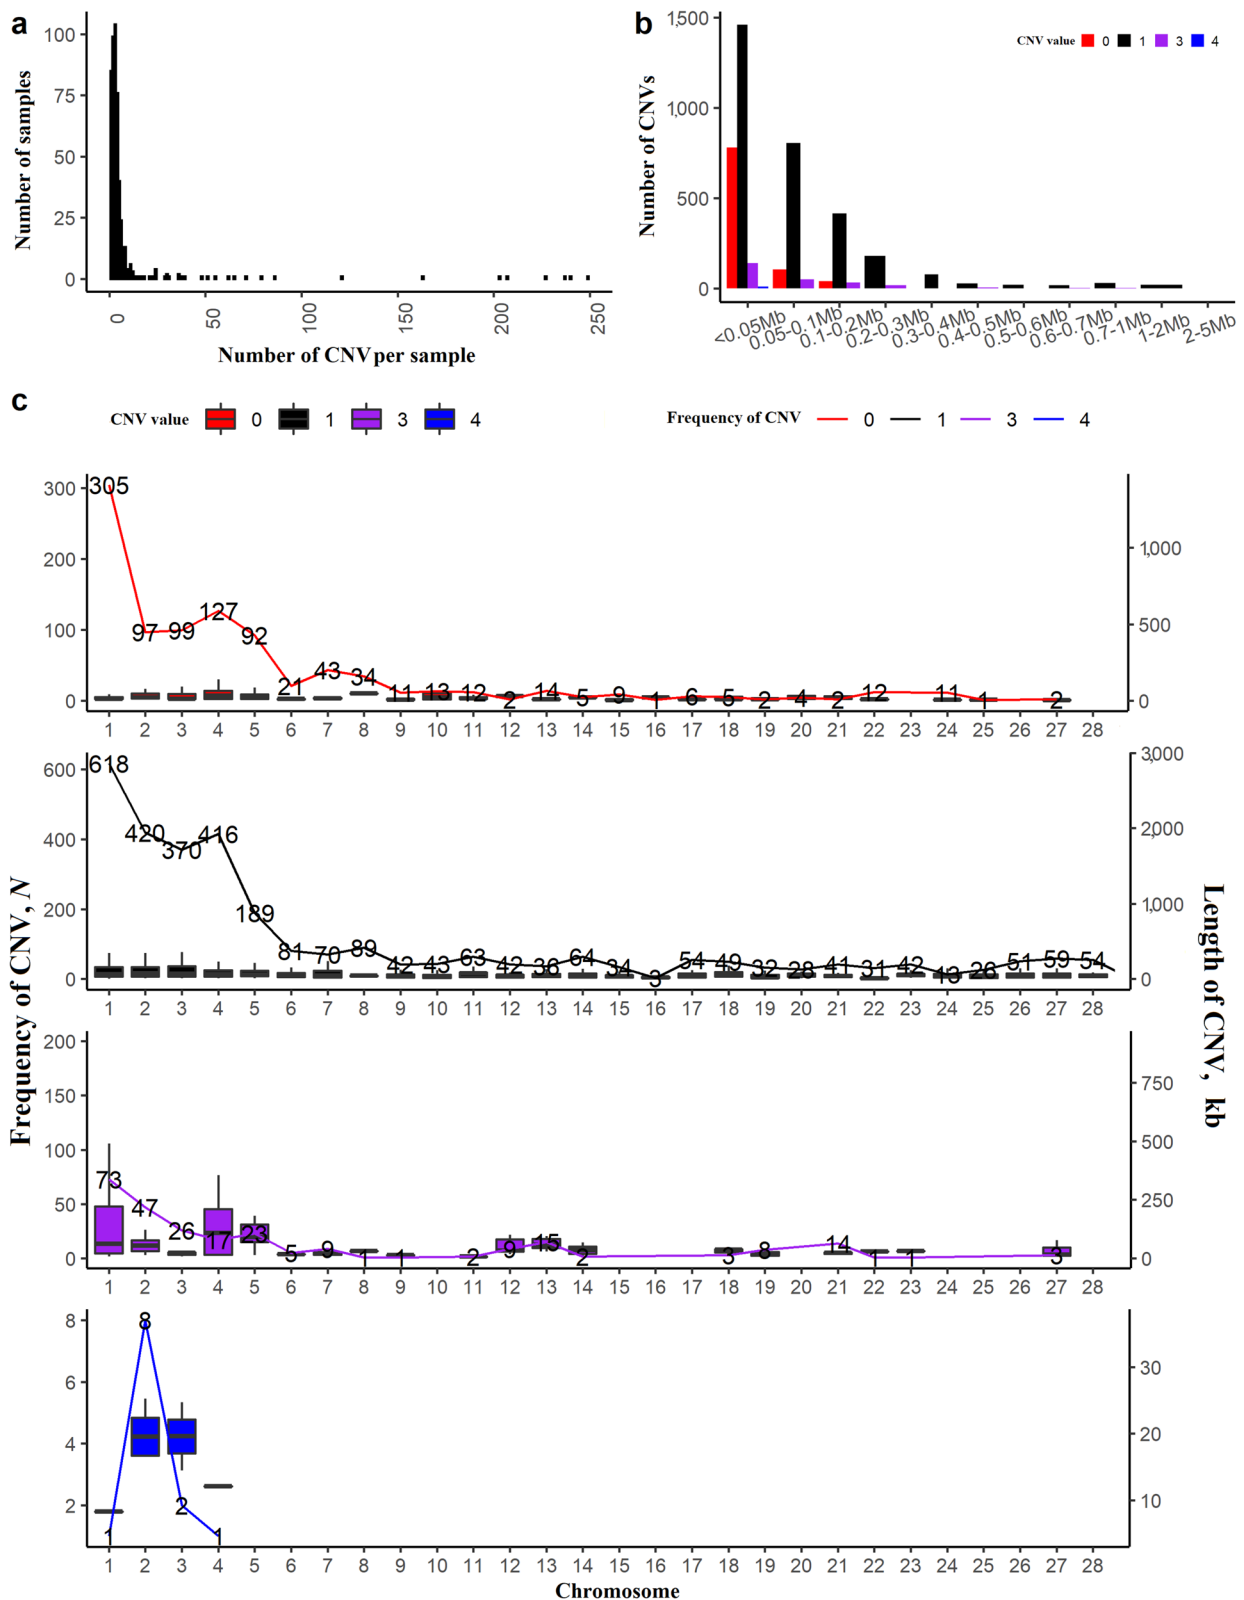 a
100
75
50
25
0
Number of samples
0 50 100 150 200 250
Number of CNV per sample
b
CNV value 0 1 3 4
1,500
1,000
500
0
Number of CNVs
<0.05Mb 0.05-0.1Mb 0.1-0.2Mb 0.2-0.3Mb 0.3-0.4Mb 0.4-0.5Mb 0.5-0.6Mb 0.6-0.7Mb 0.7-1Mb 1-2Mb 2-5Mb
c
CNV value 0 1 3 4
Frequency of CNV 0 1 3 4
Frequency of CNV, N
Length of CNV, kb
300
200
100
0
305 97 99 127 92 21 43 34 11 13 12 2 14 5 9 1 6 5 2 4 2 12 11 1 2
1,000
500
0
1 2 3 4 5 6 7 8 9 10 11 12 13 14 15 16 17 18 19 20 21 22 23 24 25 26 27 28
600
400
200
0
618 420 370 416 189 81 70 89 42 43 63 42 36 64 34 3 54 49 32 28 41 31 42 13 26 51 59 54
3,000
2,000
1,000
0
1 2 3 4 5 6 7 8 9 10 11 12 13 14 15 16 17 18 19 20 21 22 23 24 25 26 27 28
200
150
100
50
0
73 47 26 17 23 5 9 1 1 2 9 15 2 3 8 14 1 1 3
750
500
250
0
1 2 3 4 5 6 7 8 9 10 11 12 13 14 15 16 17 18 19 20 21 22 23 24 25 26 27 28
8
6
4
2
1 8 2 1
30
20
10
1 2 3 4 5 6 7 8 9 10 11 12 13 14 15 16 17 18 19 20 21 22 23 24 25 26 27 28
Chromosome